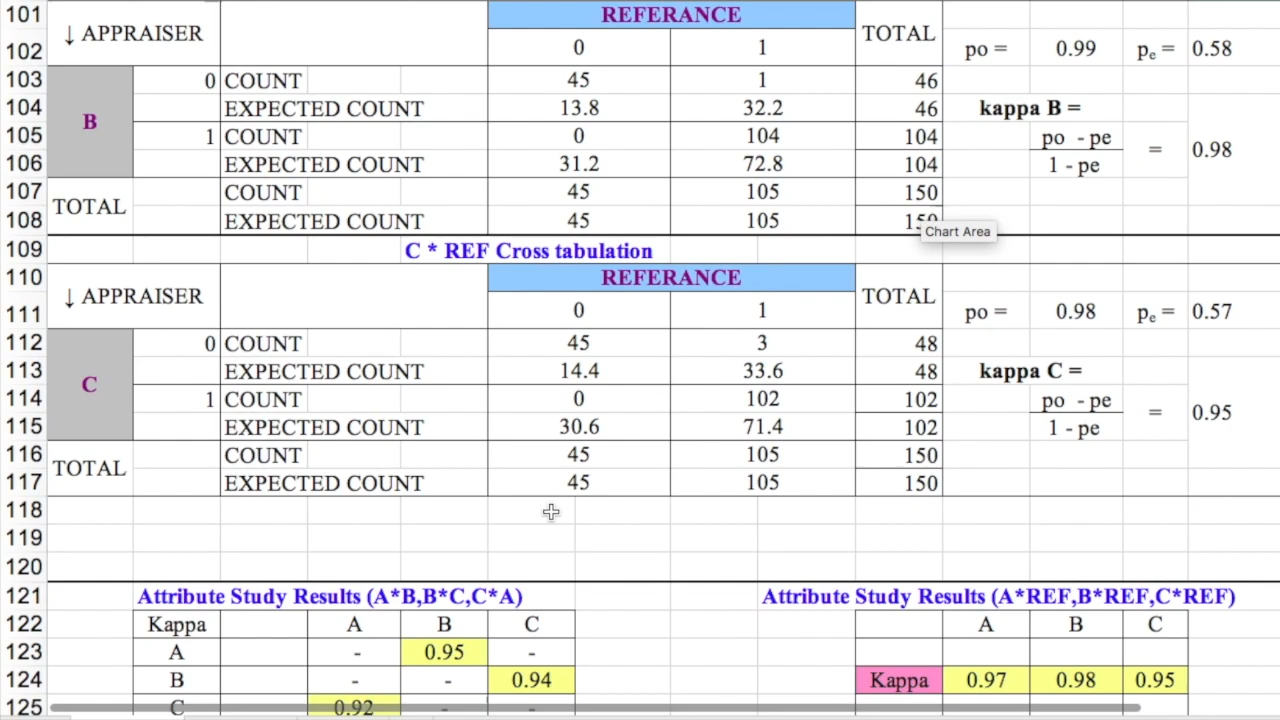 101 REFERANCE
↓ APPRAISER TOTAL
102 0 1 po = 0.99 pe = 0.58
103 0 COUNT 45 1 46
104 EXPECTED COUNT 13.8 32.2 46 kappa B =
B
105 1 COUNT 0 104 104 po - pe
= 0.98
106 EXPECTED COUNT 31.2 72.8 104 1 - pe
107 COUNT 45 105 150
TOTAL
108 EXPECTED COUNT 45 105 150
Chart Area
109 C * REF Cross tabulation
110 REFERANCE
↓ APPRAISER TOTAL
111 0 1 po = 0.98 pe = 0.57
112 0 COUNT 45 3 48
113 EXPECTED COUNT 14.4 33.6 48 kappa C =
C
114 1 COUNT 0 102 102 po - pe
= 0.95
115 EXPECTED COUNT 30.6 71.4 102 1 - pe
116 COUNT 45 105 150
TOTAL
117 EXPECTED COUNT 45 105 150
118
119
120
121 Attribute Study Results (A*B,B*C,C*A) Attribute Study Results (A*REF,B*REF,C*REF)
122 Kappa A B C A B C
123 A - 0.95 -
124 B - - 0.94 Kappa 0.97 0.98 0.95
125 C 0.92 - -